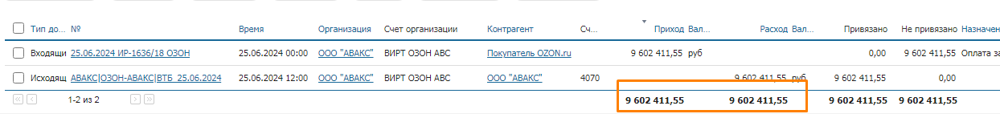 Тип до... № Время Организация Счет организации Контрагент Сч... Приход Вал... Расход Вал... Привязано Не привязано Назначен
Входящи 25.06.2024 ИР-1636/18 ОЗОН 25.06.2024 00:00 ООО "АВАКС" ВИРТ ОЗОН АВС Покупатель OZON.ru 9 602 411,55 руб 0,00 9 602 411,55 Оплата за
Исходящ АВАКС|ОЗОН-АВАКС|ВТБ_25.06.2024 25.06.2024 12:00 ООО "АВАКС" ВИРТ ОЗОН АВС ООО "АВАКС" 4070 9 602 411,55 руб 9 602 411,55 0,00
1-2 из 2 9 602 411,55 9 602 411,55 9 602 411,55 9 602 411,55